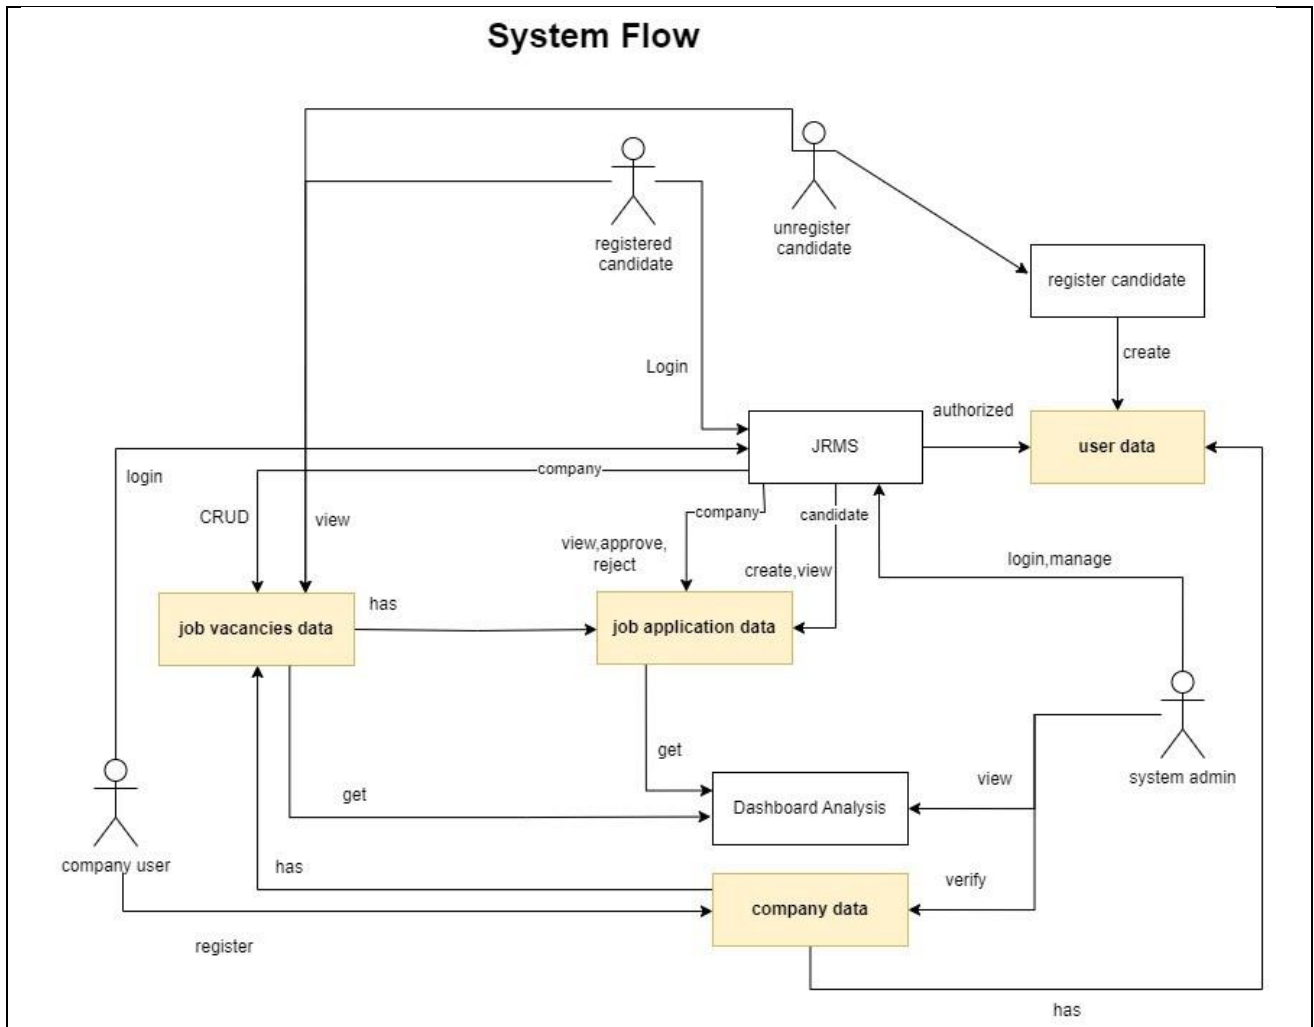 System Flow
registered
candidate
unregister
candidate
register candidate
create
Login
authorized
JRMS
user data
login
company
CRUD
view
company
candidate
view,approve,
reject
create,view
login,manage
job vacancies data
has
job application data
get
view
system admin
get
Dashboard Analysis
company user
has
verify
company data
register
has